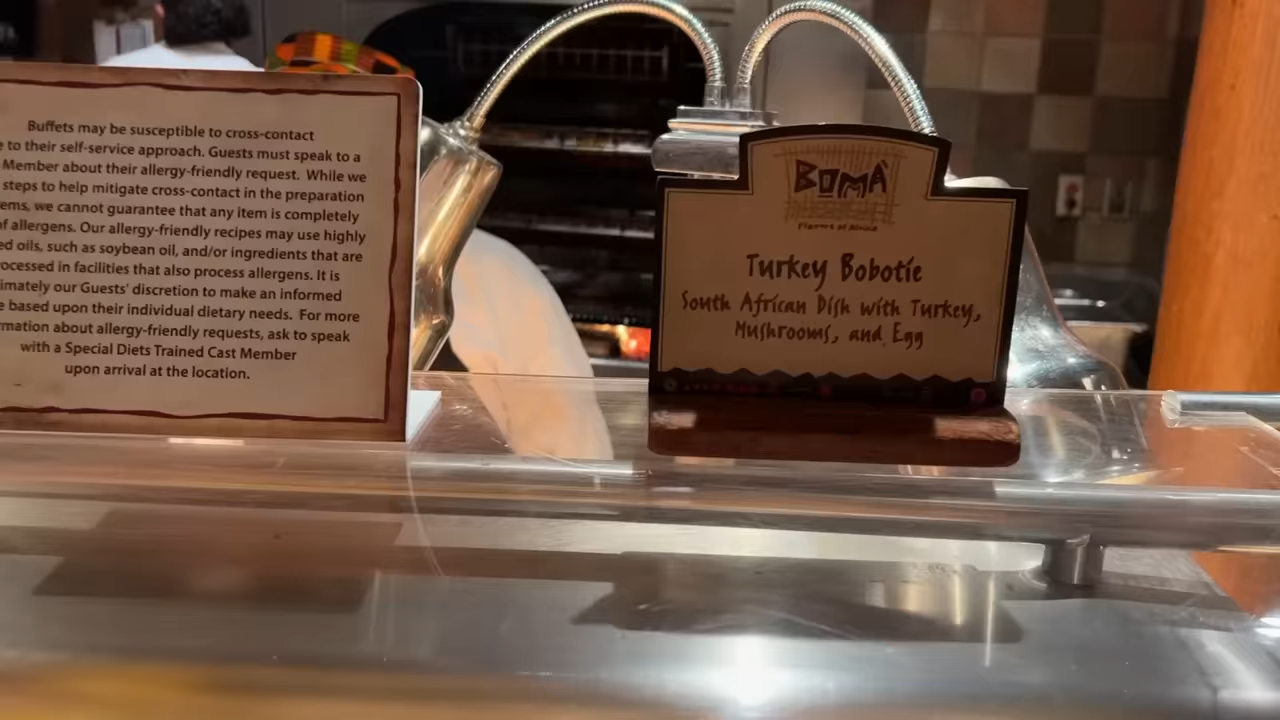 Buffets may be susceptible to cross-contact
to their self-service approach. Guests must speak to a
Member about their allergy-friendly request. While we
steps to help mitigate cross-contact in the preparation
we cannot guarantee that any item is completely
of allergens. Our allergy-friendly recipes may use highly
oils, such as soybean oil, and/or ingredients that are
in facilities that also process allergens. It is
our Guests' discretion to make an informed
based upon their individual dietary needs. For more
about allergy-friendly requests, ask to speak
with a Special Diets Trained Cast Member
upon arrival at the location.
BOMA
Flavors of Africa
Turkey Bobotie
South African Dish with Turkey,
Mushrooms, and Egg